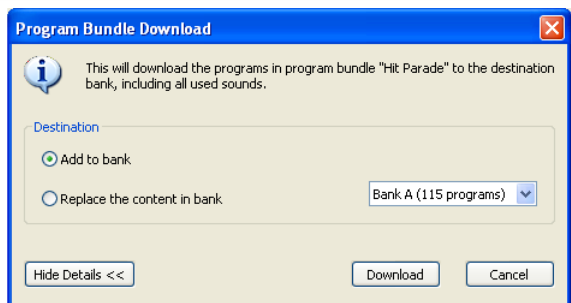 Program Bundle Download
This will download the programs in program bundle "Hit Parade" to the destination
bank, including all used sounds.
Destination
Add to bank
Replace the content in bank
Bank A (115 programs)
Hide Details <<
Download
Cancel